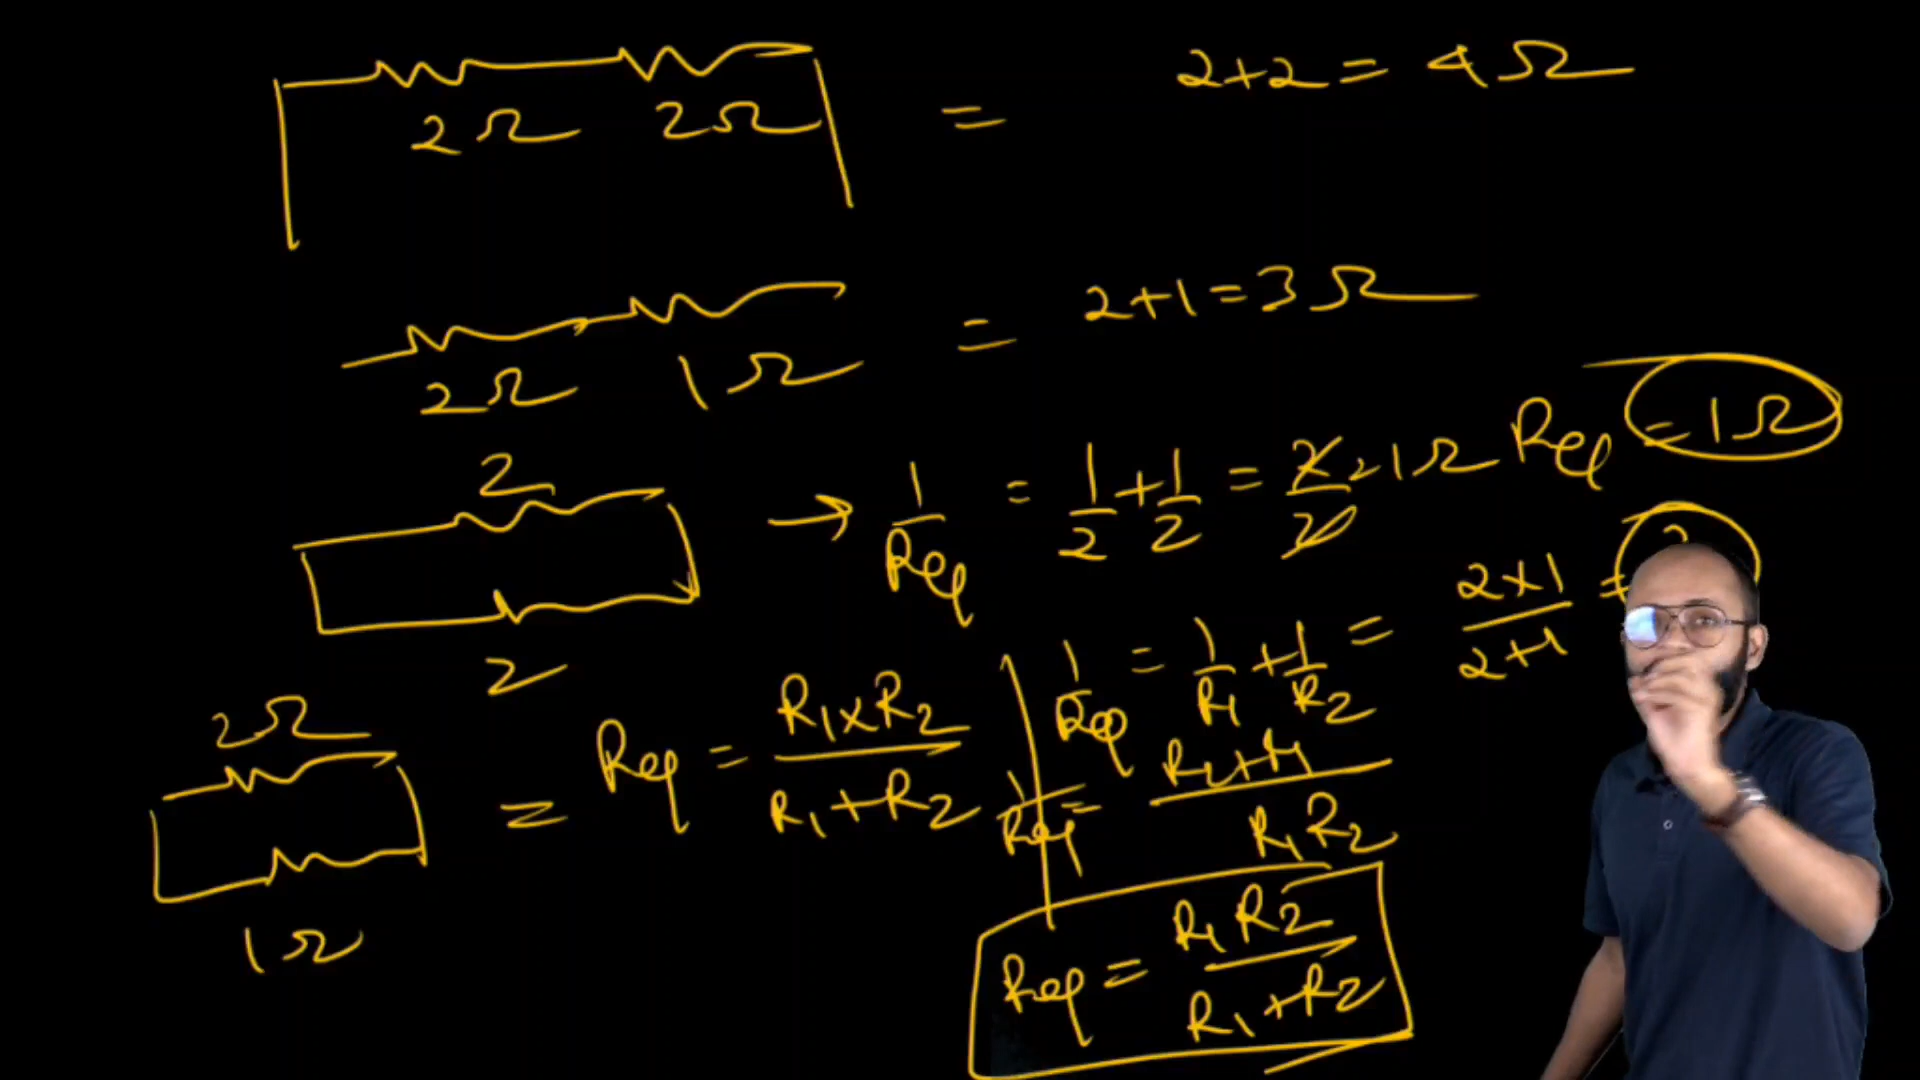 2Ω 2Ω = 2+2 = 4Ω
2Ω 1Ω = 2+1=3Ω
2
2
→ 1/Req = 1/2 + 1/2 = 2/2 = 1Ω Req = 1Ω
2Ω
1Ω
= Req = R1×R2/R1+R2
1/Req = 1/R1 + 1/R2 = 2×1/2+1 =
1/Req = R2+R1/R1R2
Req = R1R2/R1+R2